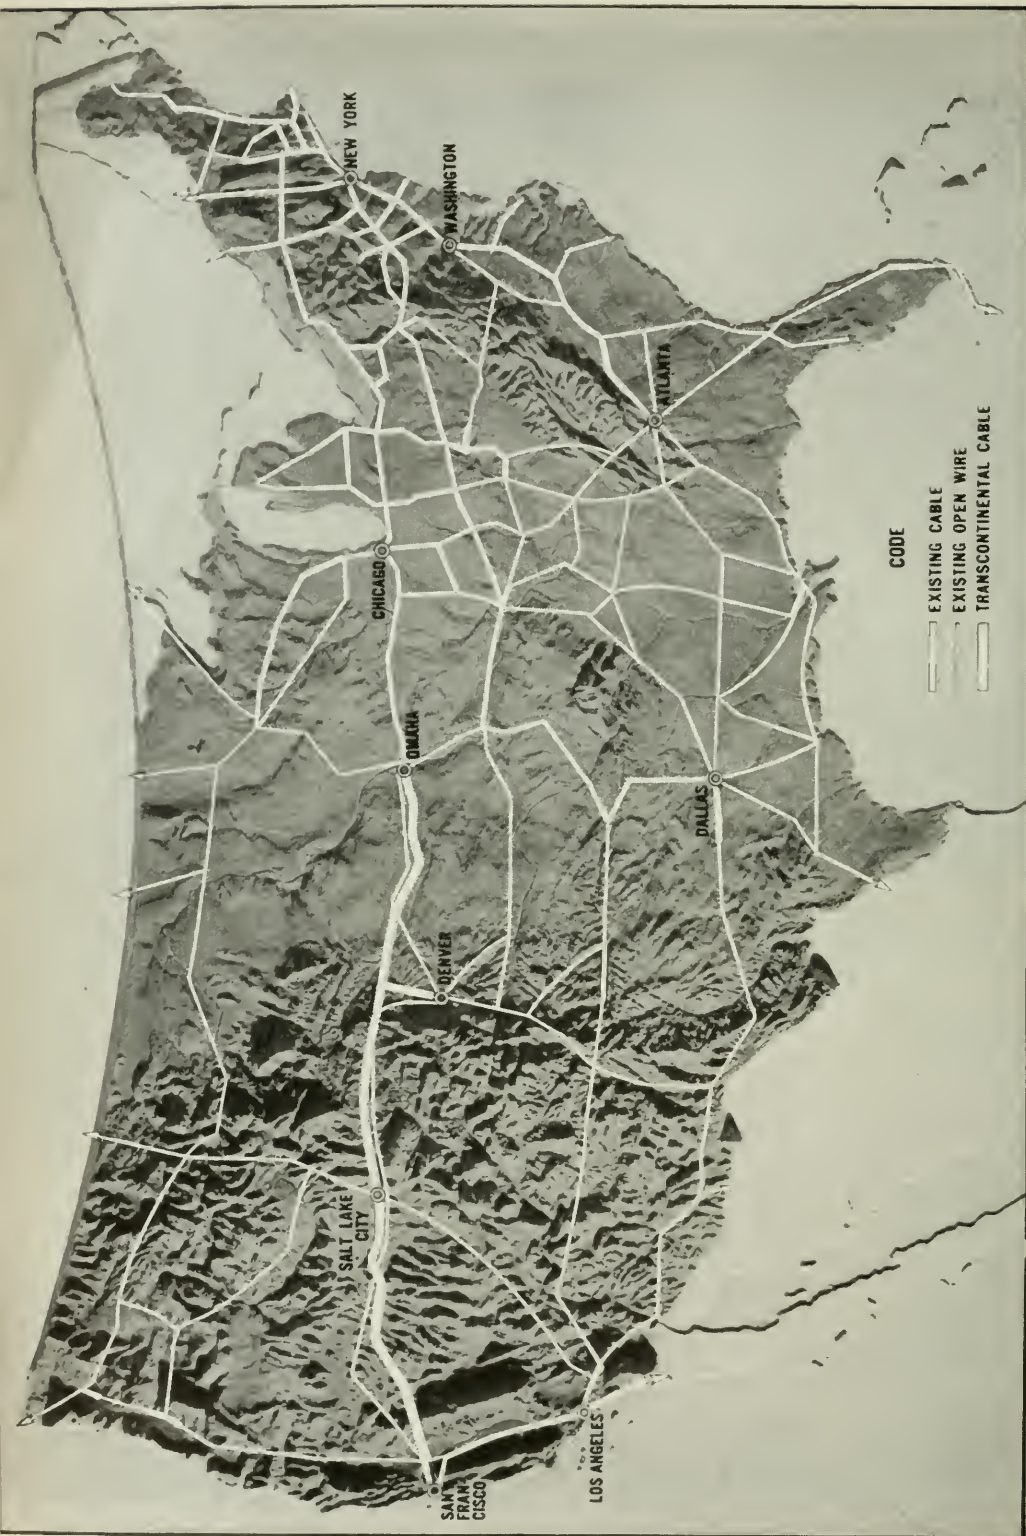 NEW YORK
WASHINGTON
ATLANTA
CHICAGO
OMAHA
DALLAS
DENVER
SALT LAKE
CITY
SAN
FRAN-
CISCO
LOS ANGELES
CODE
EXISTING CABLE
EXISTING OPEN WIRE
TRANSCONTINENTAL CABLE